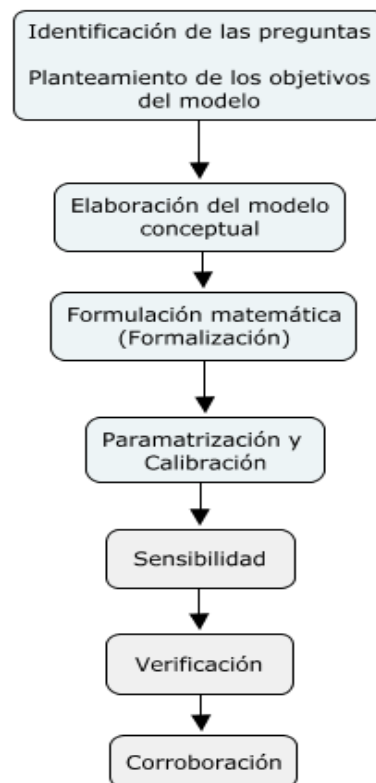 Identificación de las preguntas
Planteamiento de los objetivos
del modelo
Elaboración del modelo
conceptual
Formulación matemática
(Formalización)
Paramatrización y
Calibración
Sensibilidad
Verificación
Corroboración